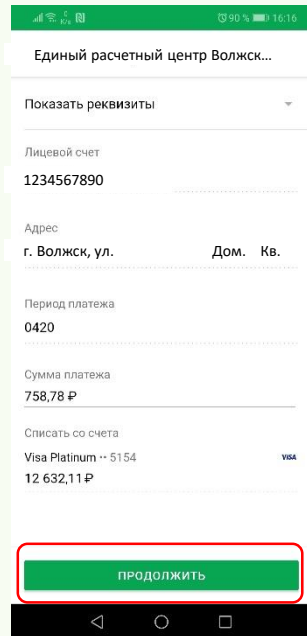 0 К/s 90 % 16:16
Единый расчетный центр Волжск...
Показать реквизиты
Лицевой счет
1234567890
Адрес
г. Волжск, ул. Дом. Кв.
Период платежа
0420
Сумма платежа
758,78 ₽
Списать со счета
Visa Platinum ·· 5154 VISA
12 632,11 ₽
ПРОДОЛЖИТЬ